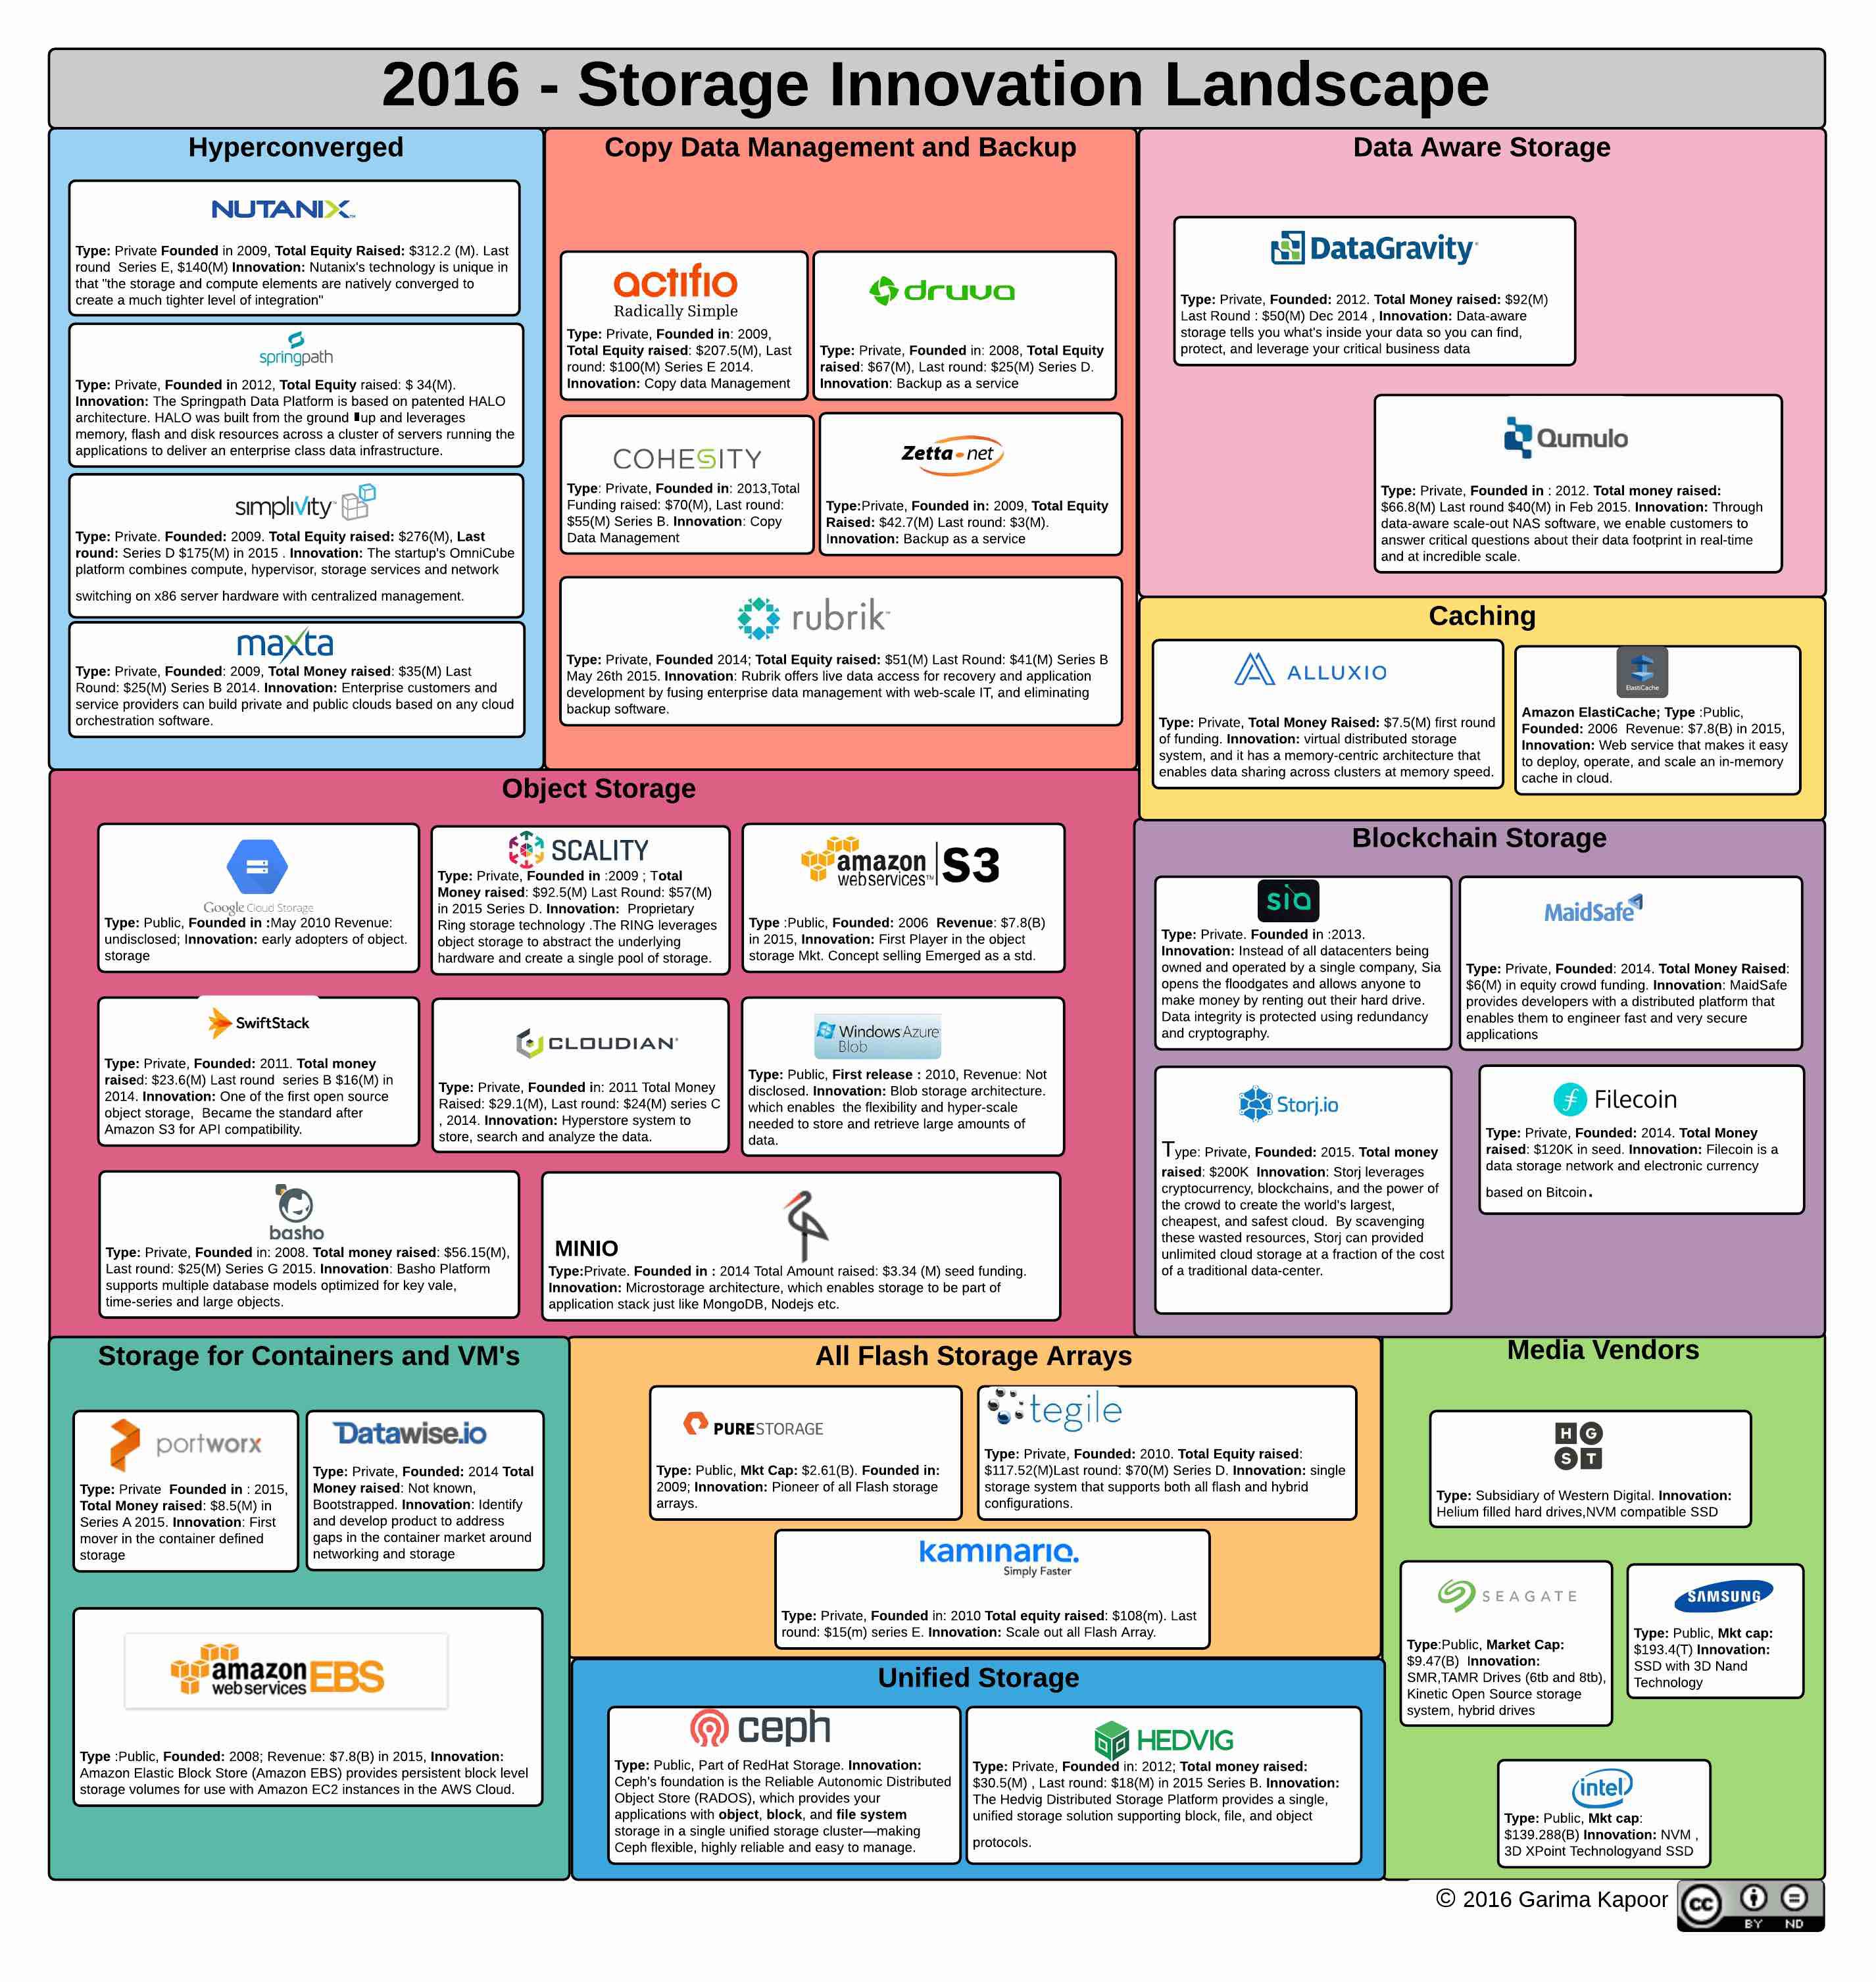 2016 - Storage Innovation Landscape
Hyperconverged
NUTANIX™
Type: Private Founded in 2009, Total Equity Raised: $312.2 (M). Last
round Series E, $140(M) Innovation: Nutanix's technology is unique in
that "the storage and compute elements are natively converged to
create a much tighter level of integration"
springpath
Type: Private, Founded in 2012, Total Equity raised: $ 34(M).
Innovation: The Springpath Data Platform is based on patented HALO
architecture. HALO was built from the ground up and leverages
memory, flash and disk resources across a cluster of servers running the
applications to deliver an enterprise class data infrastructure.
simplivity
Type: Private. Founded: 2009. Total Equity raised: $276(M), Last
round: Series D $175(M) in 2015 . Innovation: The startup's OmniCube
platform combines compute, hypervisor, storage services and network
switching on x86 server hardware with centralized management.
maxta
Type: Private, Founded: 2009, Total Money raised: $35(M) Last
Round: $25(M) Series B 2014. Innovation: Enterprise customers and
service providers can build private and public clouds based on any cloud
orchestration software.
Copy Data Management and Backup
actifio
Radically Simple
Type: Private, Founded in: 2009,
Total Equity raised: $207.5(M), Last
round: $100(M) Series E 2014.
Innovation: Copy data Management
druva
Type: Private, Founded in: 2008, Total Equity
raised: $67(M), Last round: $25(M) Series D.
Innovation: Backup as a service
COHESITY
Type: Private, Founded in: 2013,Total
Funding raised: $70(M), Last round:
$55(M) Series B. Innovation: Copy
Data Management
Zetta net
Type:Private, Founded in: 2009, Total Equity
Raised: $42.7(M) Last round: $3(M).
Innovation: Backup as a service
rubrik™
Type: Private, Founded 2014; Total Equity raised: $51(M) Last Round: $41(M) Series B
May 26th 2015. Innovation: Rubrik offers live data access for recovery and application
development by fusing enterprise data management with web-scale IT, and eliminating
backup software.
Data Aware Storage
DataGravity
Type: Private, Founded: 2012. Total Money raised: $92(M)
Last Round : $50(M) Dec 2014 , Innovation: Data-aware
storage tells you what's inside your data so you can find,
protect, and leverage your critical business data
Qumulo
Type: Private, Founded in : 2012. Total money raised:
$66.8(M) Last round $40(M) in Feb 2015. Innovation: Through
data-aware scale-out NAS software, we enable customers to
answer critical questions about their data footprint in real-time
and at incredible scale.
Caching
ALLUXIO
Type: Private, Total Money Raised: $7.5(M) first round
of funding. Innovation: virtual distributed storage
system, and it has a memory-centric architecture that
enables data sharing across clusters at memory speed.
ElastiCache
Amazon ElastiCache; Type :Public,
Founded: 2006 Revenue: $7.8(B) in 2015,
Innovation: Web service that makes it easy
to deploy, operate, and scale an in-memory
cache in cloud.
Object Storage
Google Cloud Storage
Type: Public, Founded in :May 2010 Revenue:
undisclosed; Innovation: early adopters of object.
storage
SCALITY
Type: Private, Founded in :2009 ; Total
Money raised: $92.5(M) Last Round: $57(M)
in 2015 Series D. Innovation: Proprietary
Ring storage technology .The RING leverages
object storage to abstract the underlying
hardware and create a single pool of storage.
amazon
webservices™ S3
Type :Public, Founded: 2006 Revenue: $7.8(B)
in 2015, Innovation: First Player in the object
storage Mkt. Concept selling Emerged as a std.
SwiftStack
Type: Private, Founded: 2011. Total money
raised: $23.6(M) Last round series B $16(M) in
2014. Innovation: One of the first open source
object storage, Became the standard after
Amazon S3 for API compatibility.
CLOUDIAN
Type: Private, Founded in: 2011 Total Money
Raised: $29.1(M), Last round: $24(M) series C
, 2014. Innovation: Hyperstore system to
store, search and analyze the data.
Windows Azure
Blob
Type: Public, First release : 2010, Revenue: Not
disclosed. Innovation: Blob storage architecture.
which enables the flexibility and hyper-scale
needed to store and retrieve large amounts of
data.
basho
Type: Private, Founded in: 2008. Total money raised: $56.15(M),
Last round: $25(M) Series G 2015. Innovation: Basho Platform
supports multiple database models optimized for key vale,
time-series and large objects.
MINIO
Type:Private. Founded in : 2014 Total Amount raised: $3.34 (M) seed funding.
Innovation: Microstorage architecture, which enables storage to be part of
application stack just like MongoDB, Nodejs etc.
Blockchain Storage
sia
Type: Private. Founded in :2013.
Innovation: Instead of all datacenters being
owned and operated by a single company, Sia
opens the floodgates and allows anyone to
make money by renting out their hard drive.
Data integrity is protected using redundancy
and cryptography.
MaidSafe
Type: Private, Founded: 2014. Total Money Raised:
$6(M) in equity crowd funding. Innovation: MaidSafe
provides developers with a distributed platform that
enables them to engineer fast and very secure
applications
Storj.io
Type: Private, Founded: 2015. Total money
raised: $200K Innovation: Storj leverages
cryptocurrency, blockchains, and the power of
the crowd to create the world's largest,
cheapest, and safest cloud. By scavenging
these wasted resources, Storj can provided
unlimited cloud storage at a fraction of the cost
of a traditional data-center.
Filecoin
Type: Private, Founded: 2014. Total Money
raised: $120K in seed. Innovation: Filecoin is a
data storage network and electronic currency
based on Bitcoin.
Storage for Containers and VM's
portworx
Type: Private Founded in : 2015,
Total Money raised: $8.5(M) in
Series A 2015. Innovation: First
mover in the container defined
storage
Datawise.io
Type: Private, Founded: 2014 Total
Money raised: Not known,
Bootstrapped. Innovation: Identify
and develop product to address
gaps in the container market around
networking and storage
amazon
webservices EBS
Type :Public, Founded: 2008; Revenue: $7.8(B) in 2015, Innovation:
Amazon Elastic Block Store (Amazon EBS) provides persistent block level
storage volumes for use with Amazon EC2 instances in the AWS Cloud.
All Flash Storage Arrays
PURESTORAGE
Type: Public, Mkt Cap: $2.61(B). Founded in:
2009; Innovation: Pioneer of all Flash storage
arrays.
tegile
Type: Private, Founded: 2010. Total Equity raised:
$117.52(M)Last round: $70(M) Series D. Innovation: single
storage system that supports both all flash and hybrid
configurations.
kaminario.
Simply Faster
Type: Private, Founded in: 2010 Total equity raised: $108(m). Last
round: $15(m) series E. Innovation: Scale out all Flash Array.
Unified Storage
ceph
Type: Public, Part of RedHat Storage. Innovation:
Ceph's foundation is the Reliable Autonomic Distributed
Object Store (RADOS), which provides your
applications with object, block, and file system
storage in a single unified storage cluster—making
Ceph flexible, highly reliable and easy to manage.
HEDVIG
Type: Private, Founded in: 2012; Total money raised:
$30.5(M) , Last round: $18(M) in 2015 Series B. Innovation:
The Hedvig Distributed Storage Platform provides a single,
unified storage solution supporting block, file, and object
protocols.
Media Vendors
HG
ST
Type: Subsidiary of Western Digital. Innovation:
Helium filled hard drives,NVM compatible SSD
SEAGATE
Type:Public, Market Cap:
$9.47(B) Innovation:
SMR,TAMR Drives (6tb and 8tb),
Kinetic Open Source storage
system, hybrid drives
SAMSUNG
Type: Public, Mkt cap:
$193.4(T) Innovation:
SSD with 3D Nand
Technology
intel
Type: Public, Mkt cap:
$139.288(B) Innovation: NVM ,
3D XPoint Technologyand SSD
© 2016 Garima Kapoor
cc BY ND